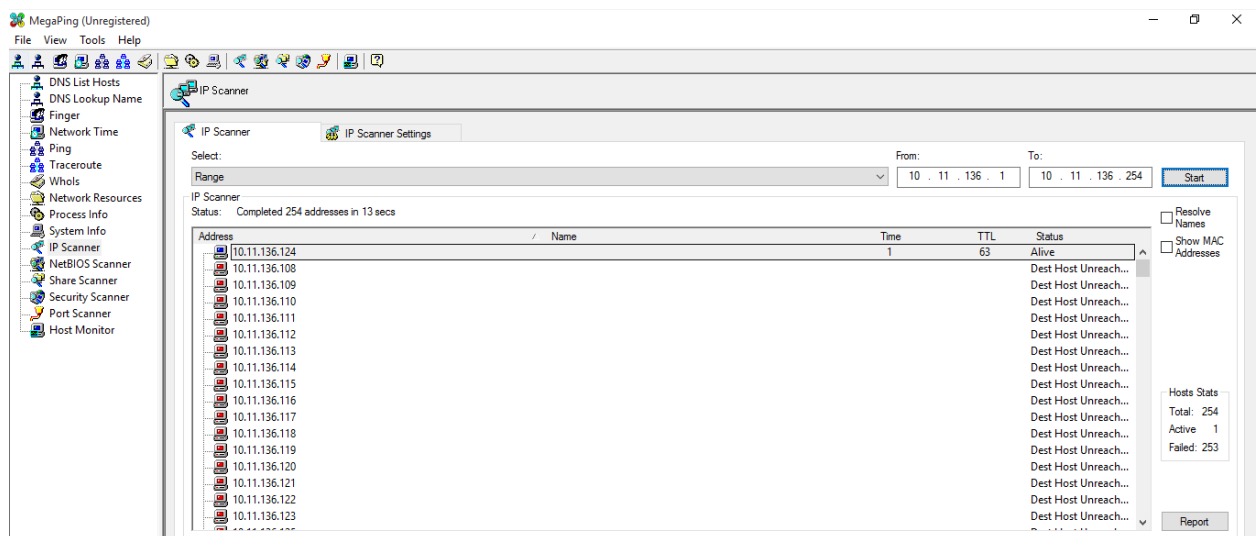 MegaPing (Unregistered)
File View Tools Help
DNS List Hosts
DNS Lookup Name
Finger
Network Time
Ping
Traceroute
WhoIs
Network Resources
Process Info
System Info
IP Scanner
NetBIOS Scanner
Share Scanner
Security Scanner
Port Scanner
Host Monitor
IP Scanner
IP Scanner IP Scanner Settings
Select: From: To:
Range 10 . 11 . 136 . 1 10 . 11 . 136 . 254 Start
IP Scanner
Status: Completed 254 addresses in 13 secs
Resolve Names
Show MAC Addresses
Address Name Time TTL Status
10.11.136.124 1 63 Alive
10.11.136.108 Dest Host Unreach...
10.11.136.109 Dest Host Unreach...
10.11.136.110 Dest Host Unreach...
10.11.136.111 Dest Host Unreach...
10.11.136.112 Dest Host Unreach...
10.11.136.113 Dest Host Unreach...
10.11.136.114 Dest Host Unreach...
10.11.136.115 Dest Host Unreach...
10.11.136.116 Dest Host Unreach...
10.11.136.117 Dest Host Unreach...
10.11.136.118 Dest Host Unreach...
10.11.136.119 Dest Host Unreach...
10.11.136.120 Dest Host Unreach...
10.11.136.121 Dest Host Unreach...
10.11.136.122 Dest Host Unreach...
10.11.136.123 Dest Host Unreach...
Hosts Stats
Total: 254
Active 1
Failed: 253
Report